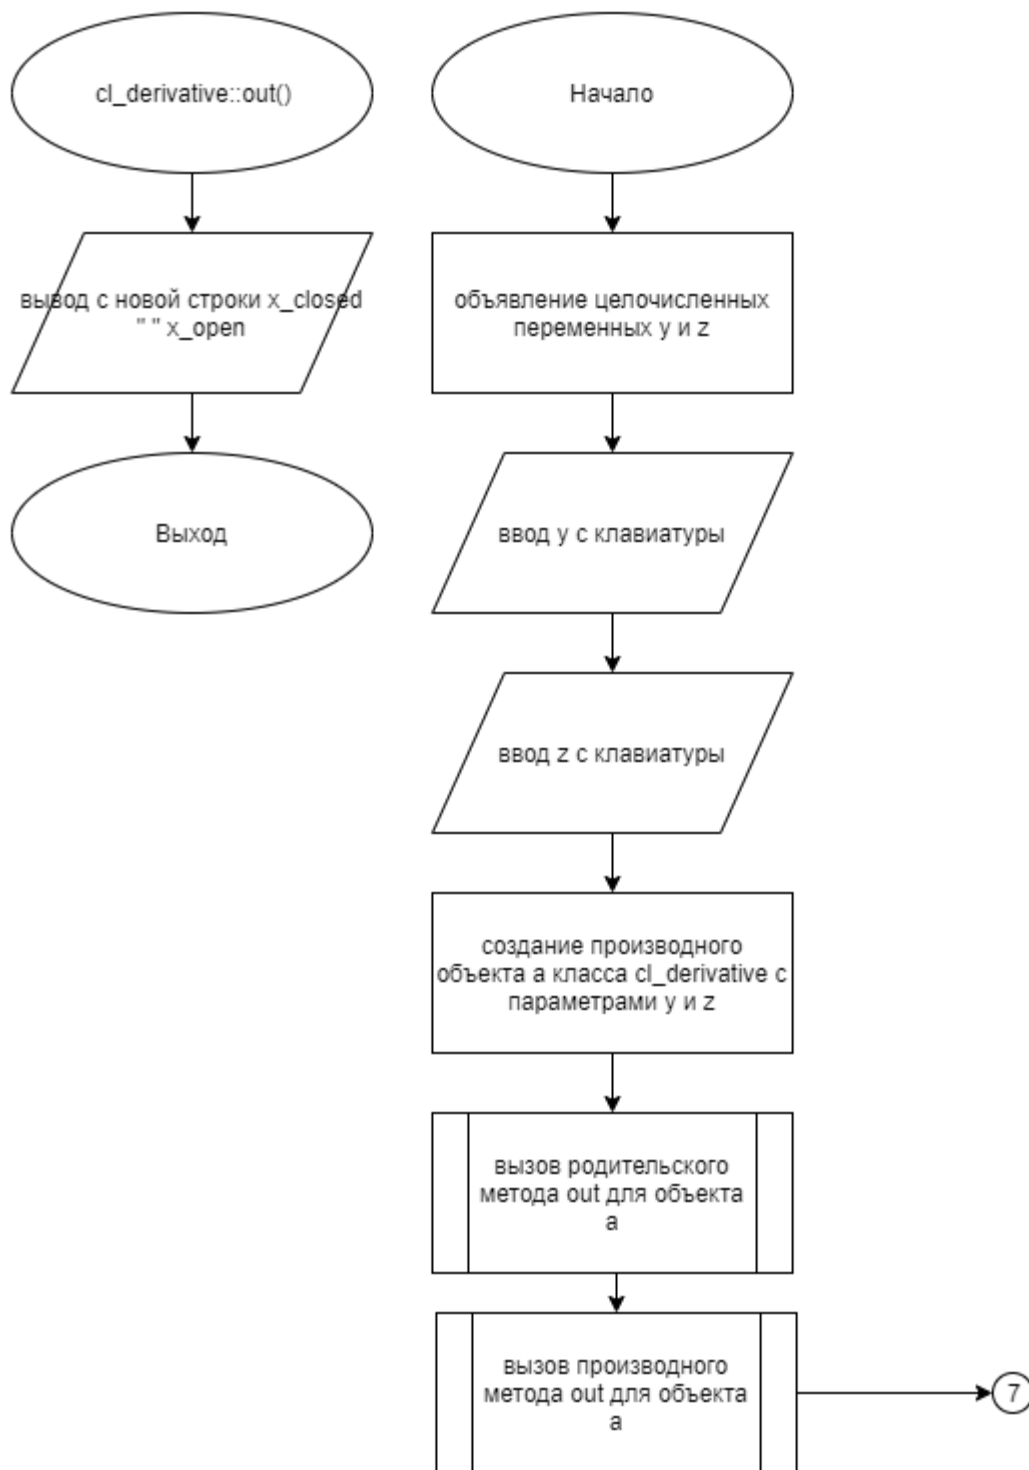 cl_derivative::out()
вывод с новой строки x_closed
" " x_open
Выход
Начало
объявление целочисленных
переменных y и z
ввод y с клавиатуры
ввод z с клавиатуры
создание производного
объекта а класса cl_derivative с
параметрами y и z
вызов родительского
метода out для объекта
а
вызов производного
метода out для объекта
а
7